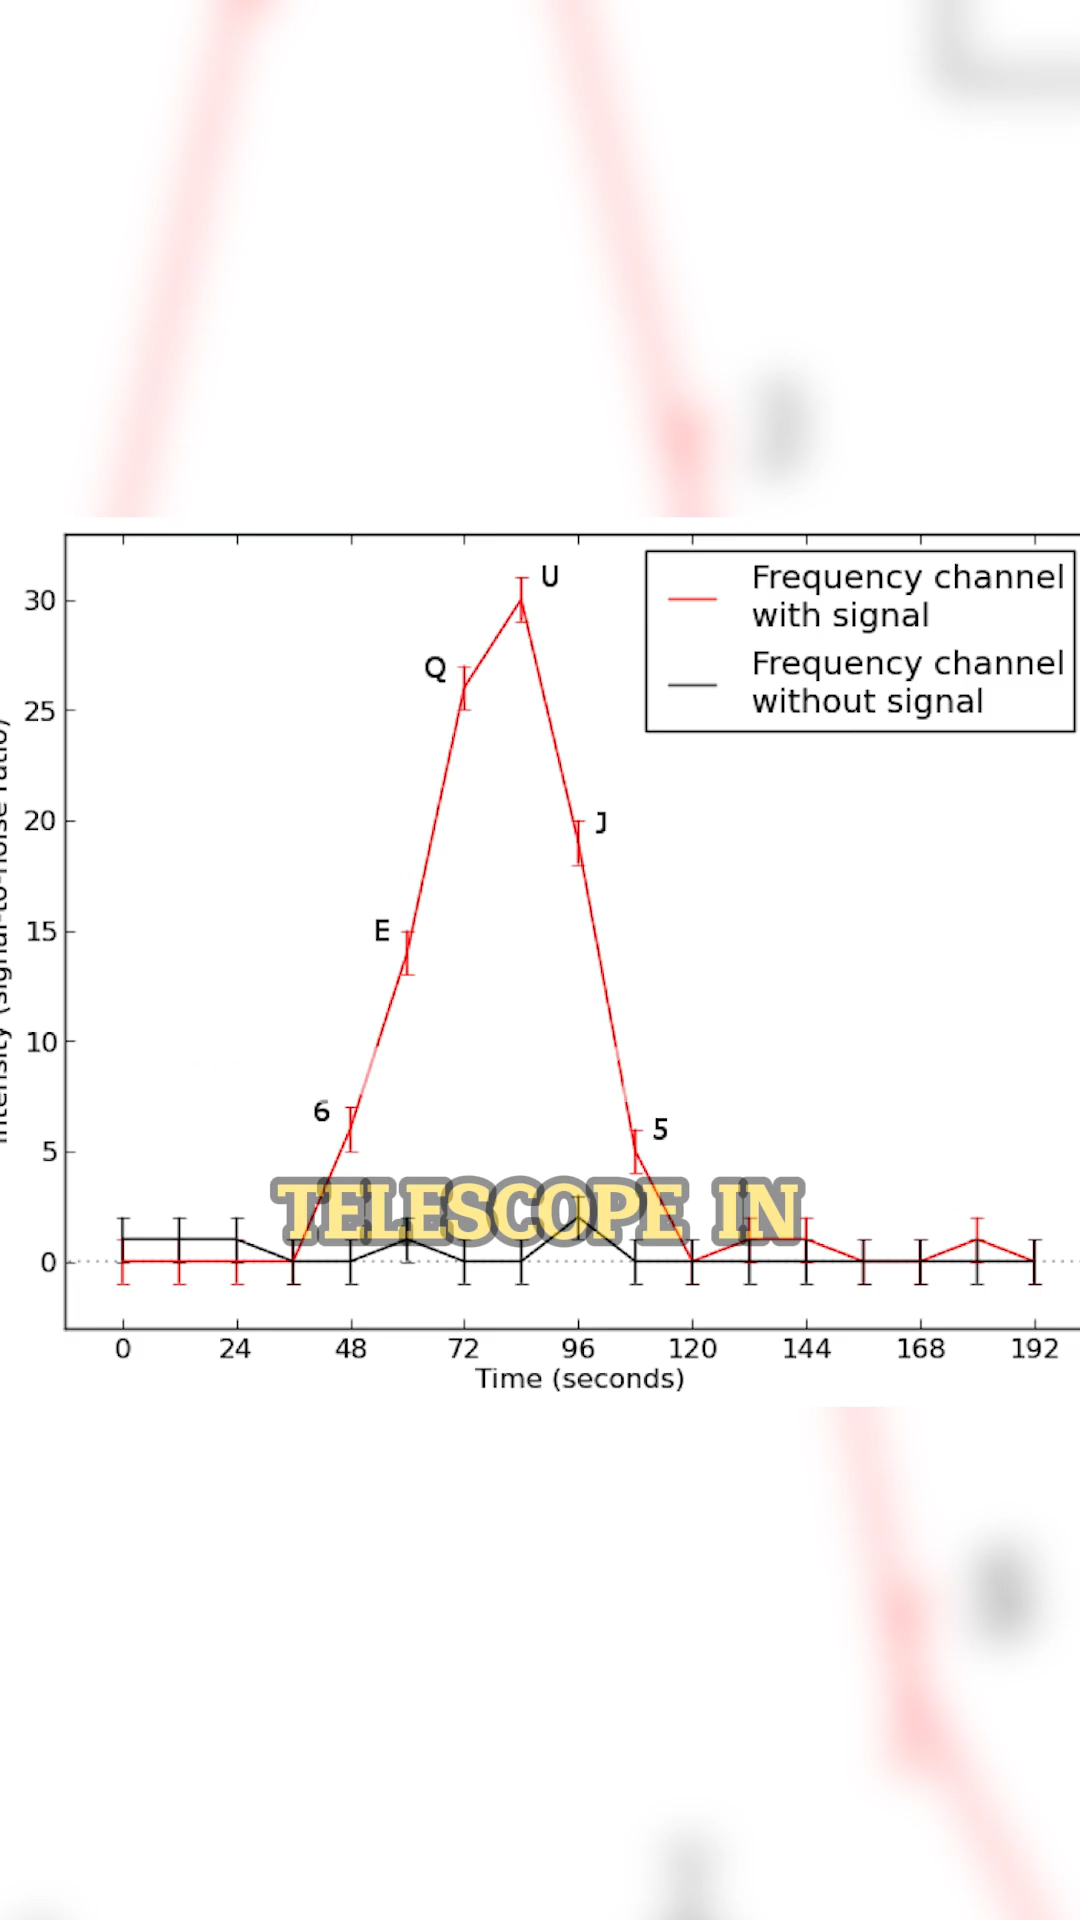 U
Frequency channel
with signal
30
Frequency channel
without signal
Q
25
20
J
E
15
10
6
5
5
TELESCOPE IN
0
0 24 48 72 96 120 144 168 192
Time (seconds)